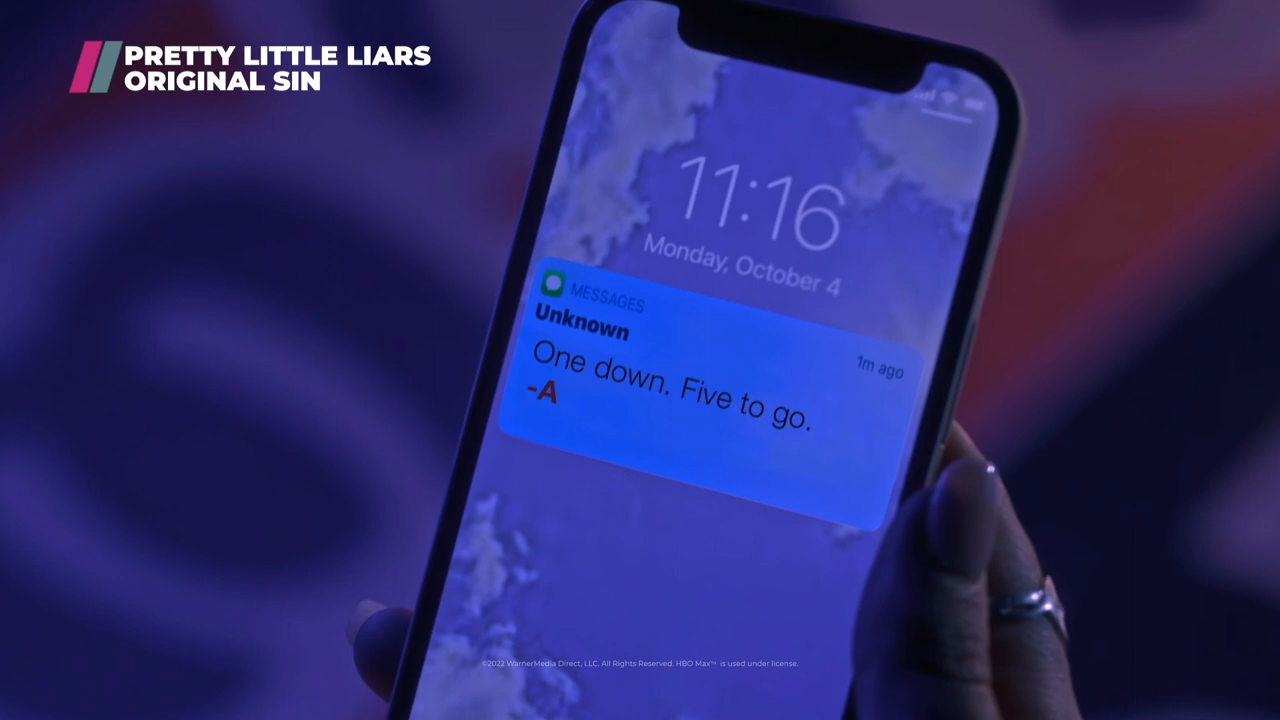 PRETTY LITTLE LIARS
ORIGINAL SIN
11:16
Monday, October 4
MESSAGES
Unknown
1m ago
One down. Five to go.
-A
©2022 WarnerMedia Direct, LLC. All Rights Reserved. HBO Max™ is used under license.